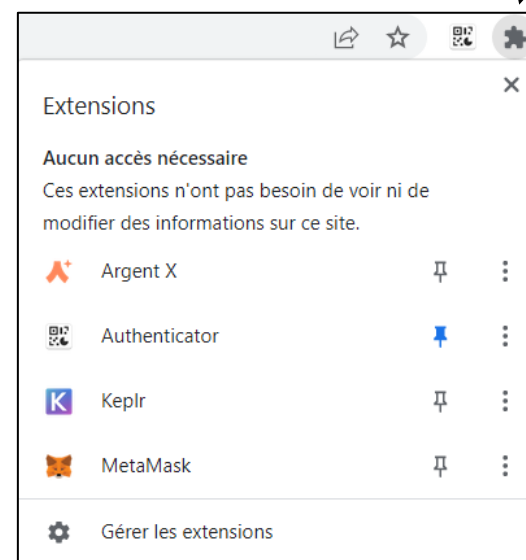 Extensions
Aucun accès nécessaire
Ces extensions n'ont pas besoin de voir ni de
modifier des informations sur ce site.
Argent X
Authenticator
Keplr
MetaMask
Gérer les extensions